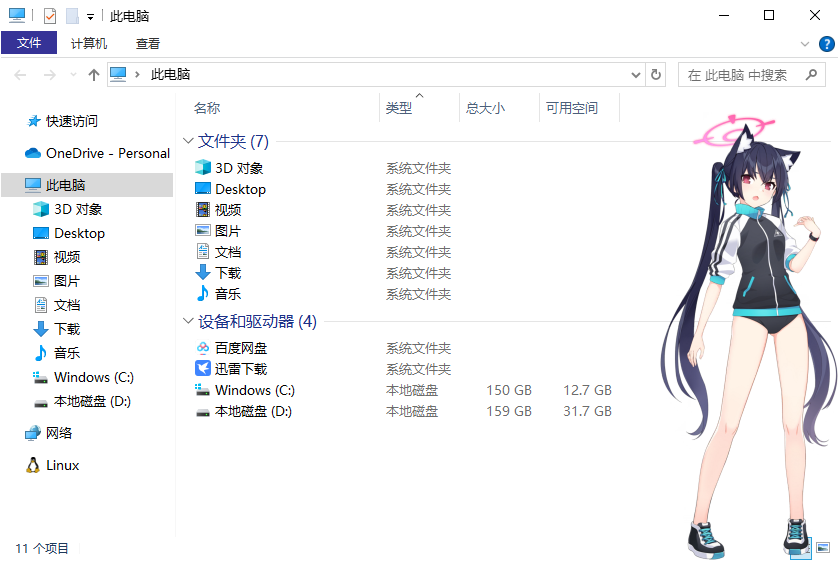 此电脑
文件 计算机 查看
此电脑 在 此电脑 中搜索
快速访问
OneDrive - Personal
此电脑
3D 对象
Desktop
视频
图片
文档
下载
音乐
Windows (C:)
本地磁盘 (D:)
网络
Linux
名称 类型 总大小 可用空间
文件夹 (7)
3D 对象 系统文件夹
Desktop 系统文件夹
视频 系统文件夹
图片 系统文件夹
文档 系统文件夹
下载 系统文件夹
音乐 系统文件夹
设备和驱动器 (4)
百度网盘 系统文件夹
迅雷下载 系统文件夹
Windows (C:) 本地磁盘 150 GB 12.7 GB
本地磁盘 (D:) 本地磁盘 159 GB 31.7 GB
11 个项目